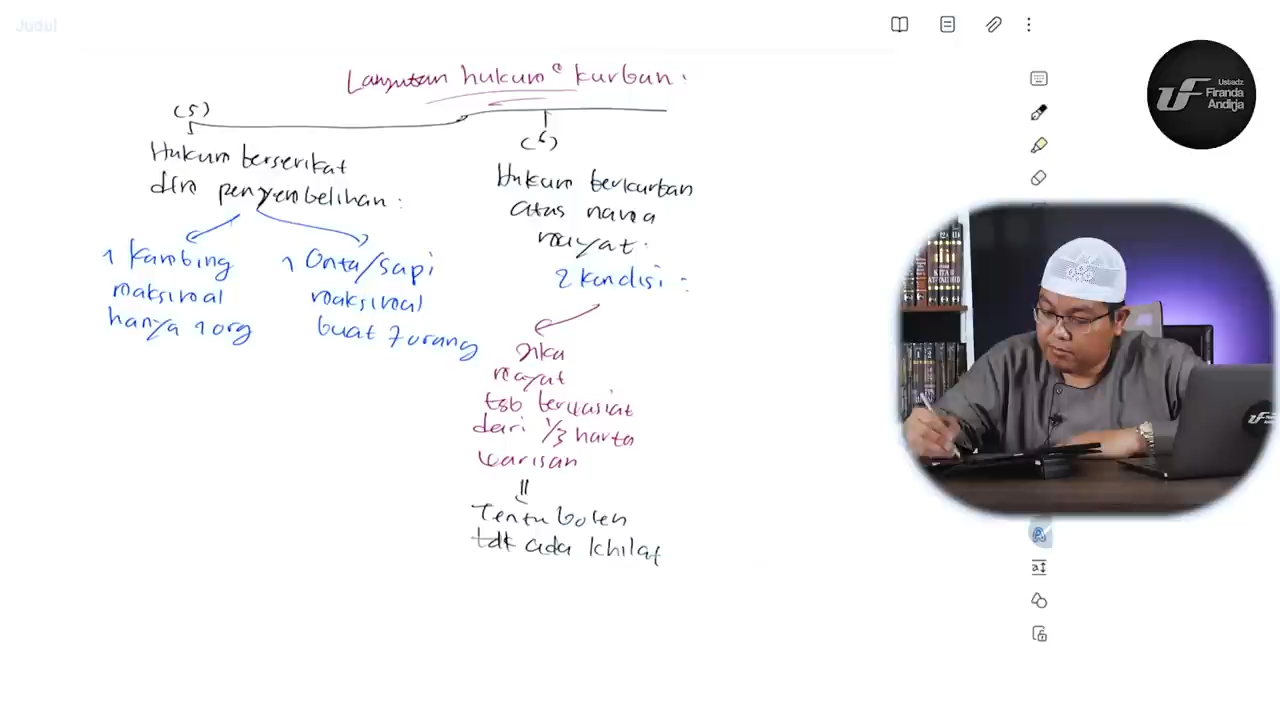 Judul
Lanjutan hukum² kurban.
(5)
Hukum berserikat
dlm penyembelihan:
1 kambing
maksimal
hanya 1 org
1 Onta/sapi
maksimal
buat 7 orang
(6)
Hukum berkurban
atas nama
mayat.
2 kondisi :
Jika
mayat
tsb berwasiat
dari 1/3 harta
warisan
Tentu boleh
tdk ada khilaf
Ustadz
Firanda
Andirja